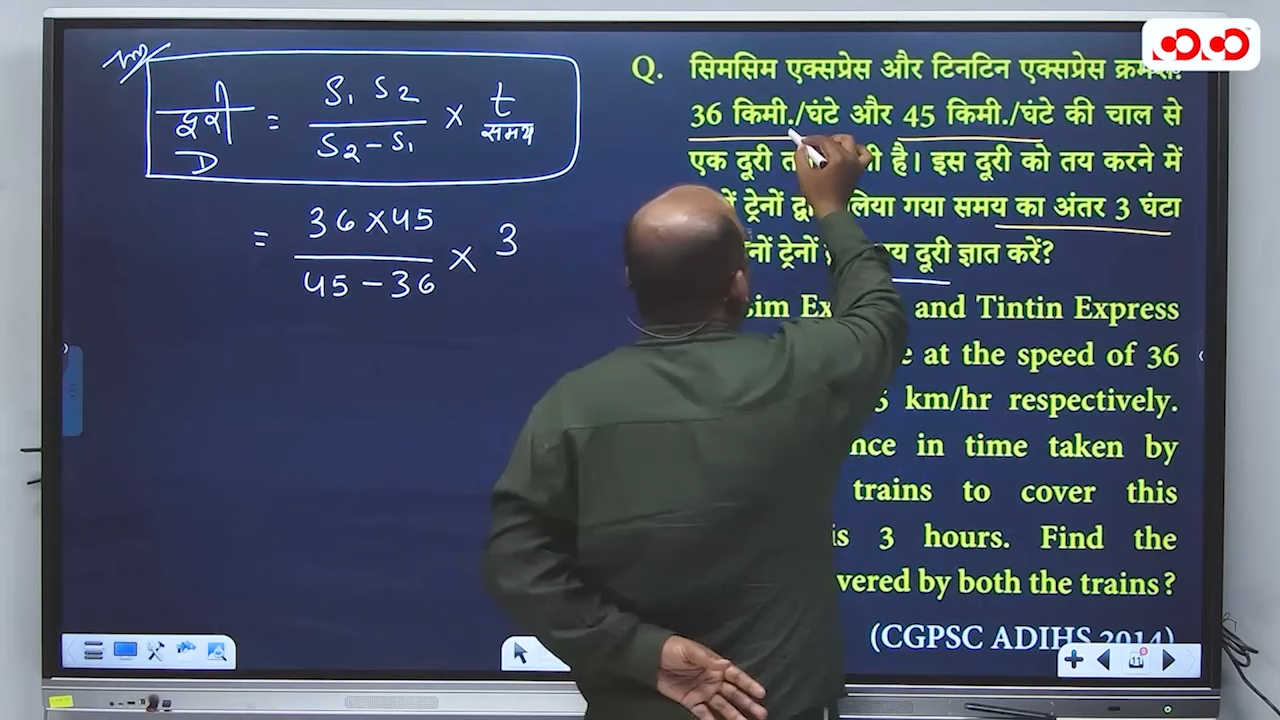 दूरी = S₁ S₂ / S₂ - S₁ × t समय
D
= 36 × 45 / 45 - 36 × 3
Q. सिमसिम एक्सप्रेस और टिनटिन एक्सप्रेस
36 किमी./घंटे और 45 किमी./घंटे की चाल से
एक दूरी है। इस दूरी को तय करने में
ट्रेनों लिया गया समय का अंतर 3 घंटा
ट्रेनों दूरी ज्ञात करें?
and Tintin Express
at the speed of 36
km/hr respectively.
in time taken by
trains to cover this
is 3 hours. Find the
by both the trains?
(CGPSC ADIHS 2014)